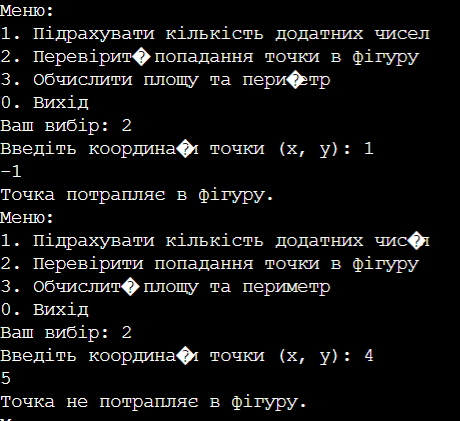 Меню:
1. Підрахувати кількість додатних чисел
2. Перевірит� попадання точки в фігуру
3. Обчислити площу та пери�етр
0. Вихід
Ваш вибір: 2
Введіть координа�и точки (x, y): 1
-1
Точка потрапляє в фігуру.
Меню:
1. Підрахувати кількість додатних чис�л
2. Перевірити попадання точки в фігуру
3. Обчислит� площу та периметр
0. Вихід
Ваш вибір: 2
Введіть координа�и точки (x, y): 4
5
Точка не потрапляє в фігуру.